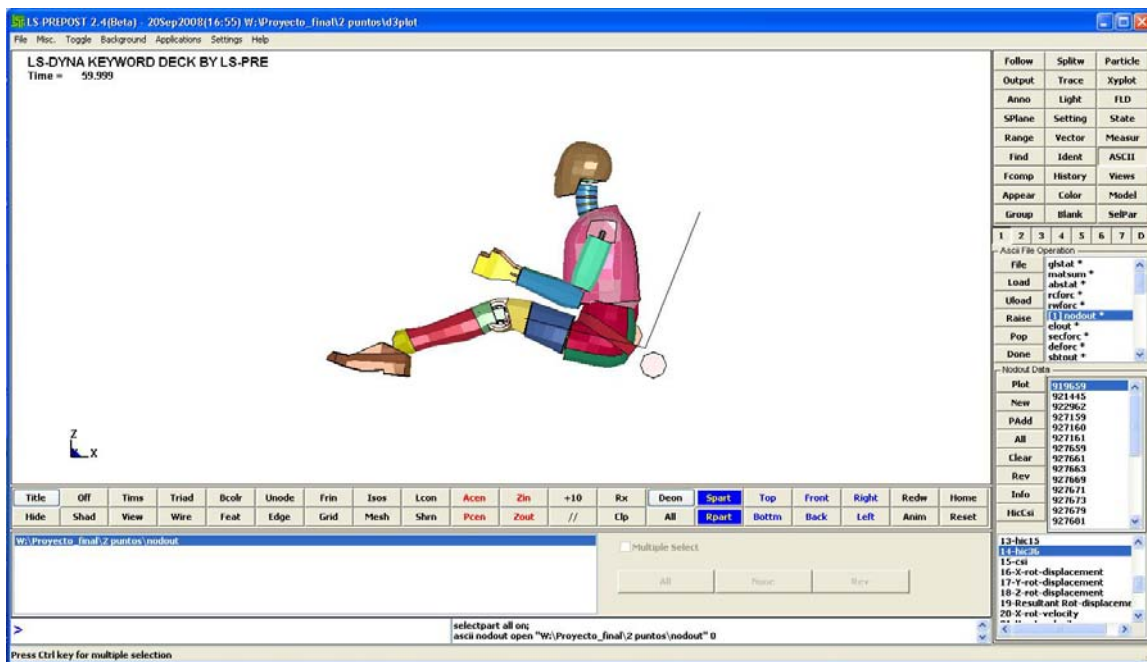 LS-PREPOST 2.4(Beta) - 20Sep2008(16:55) W:\Proyecto_final\2 puntos\d3plot
File Misc. Toggle Background Applications Settings Help
LS-DYNA KEYWORD DECK BY LS-PRE
Time = 59.999
Z
X
Follow Splitw Particle
Output Trace Xyplot
Anno Light FLD
SPlane Setting State
Range Vector Measur
Find Ident ASCII
Fcomp History Views
Appear Color Model
Group Blank SelPar
1 2 3 4 5 6 7 D
Ascii File Operation
File
Load
Uload
Raise
Pop
Done
glstat *
matsum *
abstat *
rcforc *
rwforc *
[1] nodout *
elout *
secforc *
deforc *
sbtout *
Nodout Data
Plot
New
PAdd
All
Clear
Rev
Info
HicCsi
919659
921445
922962
927159
927160
927161
927659
927661
927663
927669
927671
927673
927679
927681
13-hic15
14-hic36
15-csi
16-X-rot-displacement
17-Y-rot-displacement
18-Z-rot-displacement
19-Resultant Rot-displaceme
20-X-rot-velocity
Title Off Tims Triad Bcolr Unode Frin Isos Lcon Acen Zin +10 Rx Deon Spart Top Front Right Redw Home
Hide Shad View Wire Feat Edge Grid Mesh Shrn Pcen Zout // Clp All Rpart Bottm Back Left Anim Reset
W:\Proyecto_final\2 puntos\nodout
Multiple Select
All None Rev
>
selectpart all on;
ascii nodout open "W:\Proyecto_final\2 puntos\nodout" 0
Press Ctrl key for multiple selection